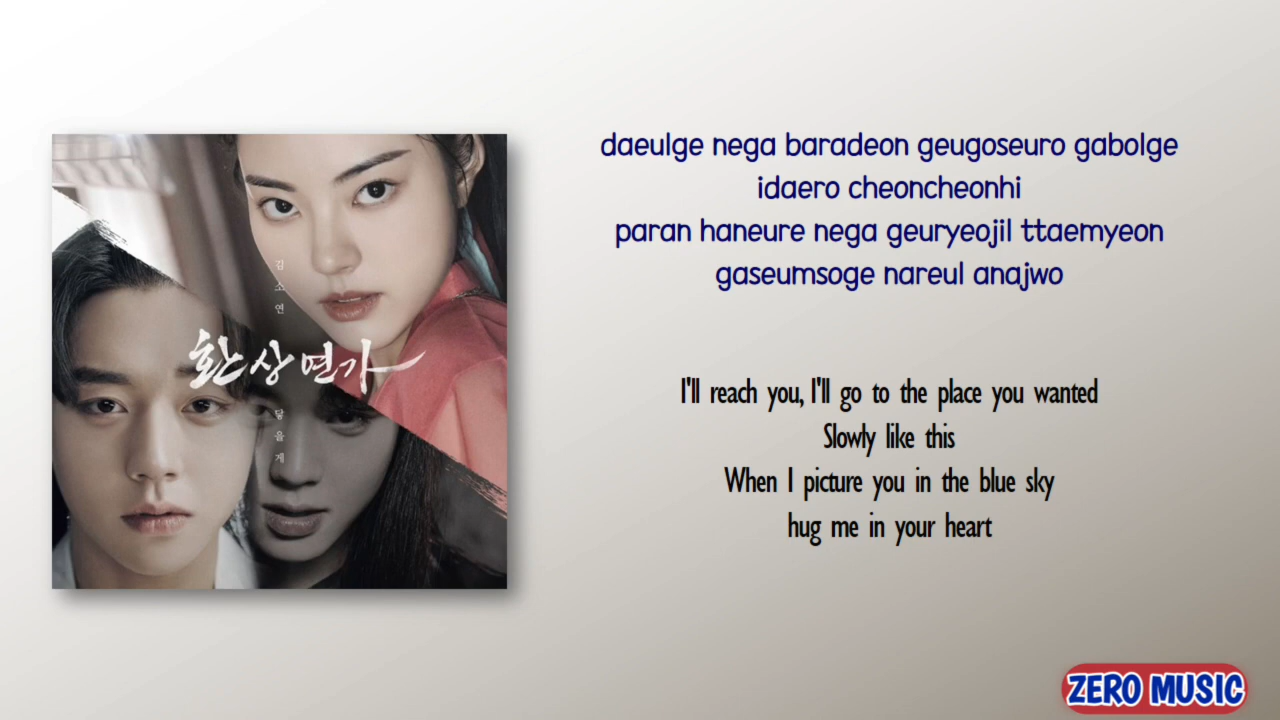 김소연
환상연가
닿을게
daeulge nega baradeon geugoseuro gabolge
idaero cheoncheonhi
paran haneure nega geuryeojil ttaemyeon
gaseumsoge nareul anajwo
I'll reach you, I'll go to the place you wanted
Slowly like this
When I picture you in the blue sky
hug me in your heart
ZERO MUSIC